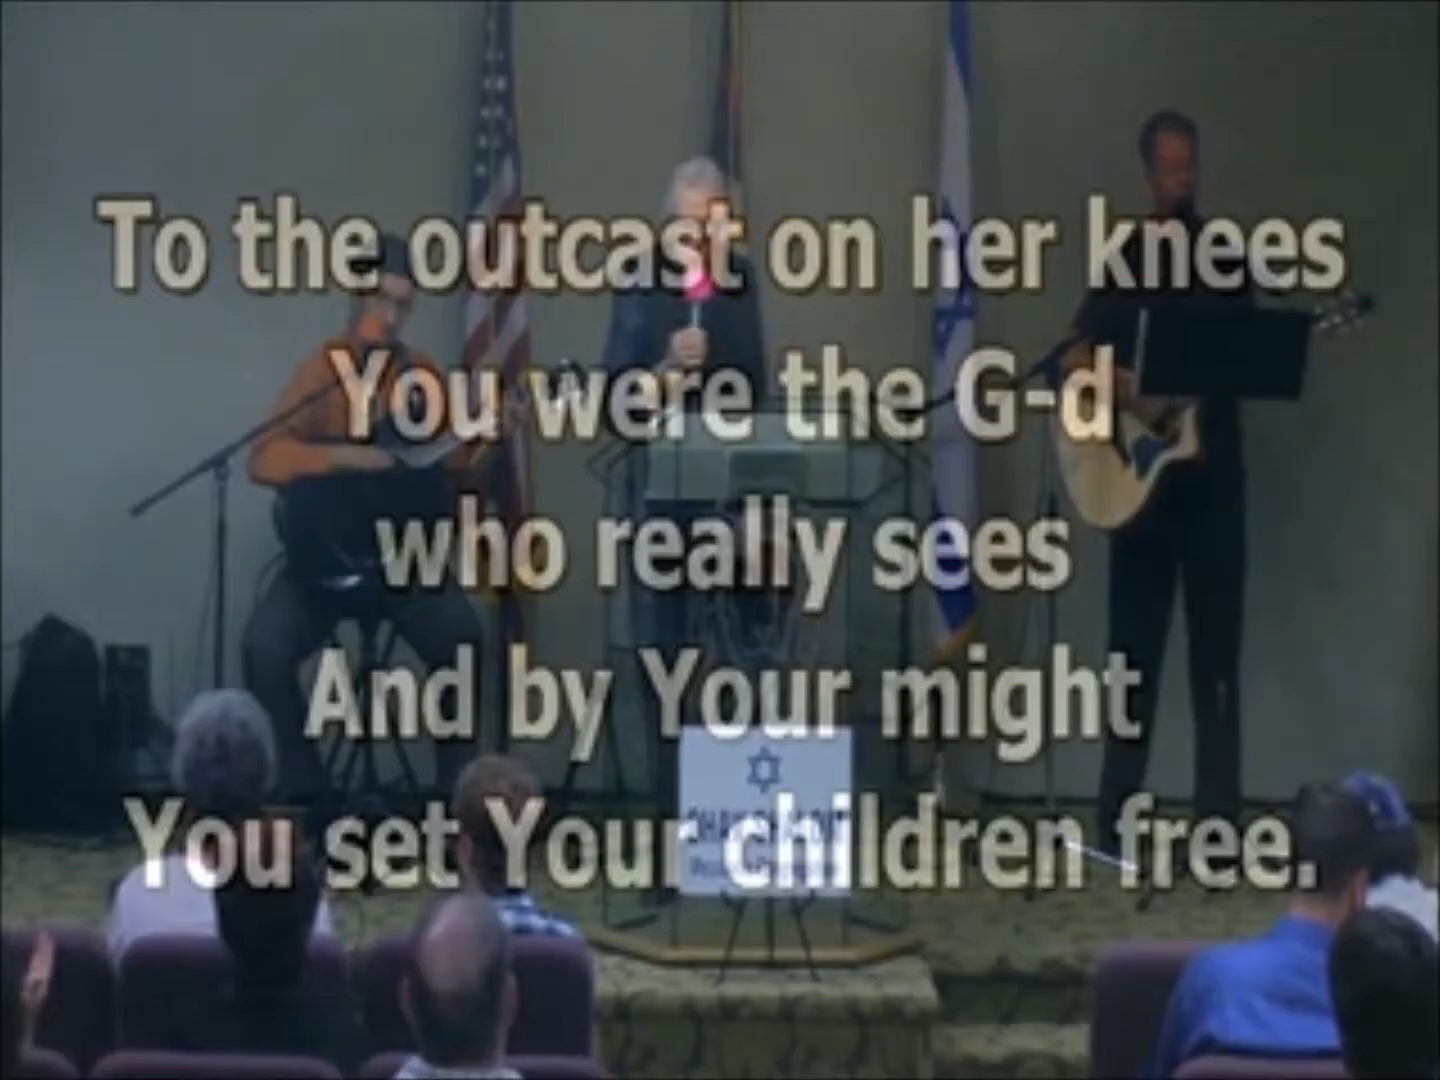 To the outcast on her knees
You were the G-d
who really sees
And by Your might
You set Your children free.